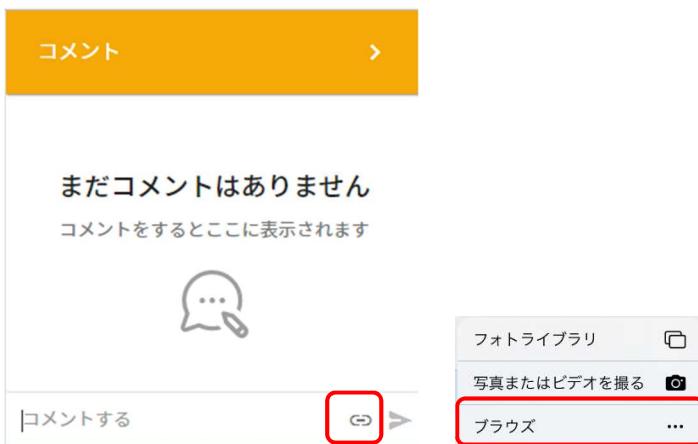 コメント
まだコメントはありません
コメントをするとここに表示されます
コメントする
フォトライブラリ
写真またはビデオを撮る
ブラウズ